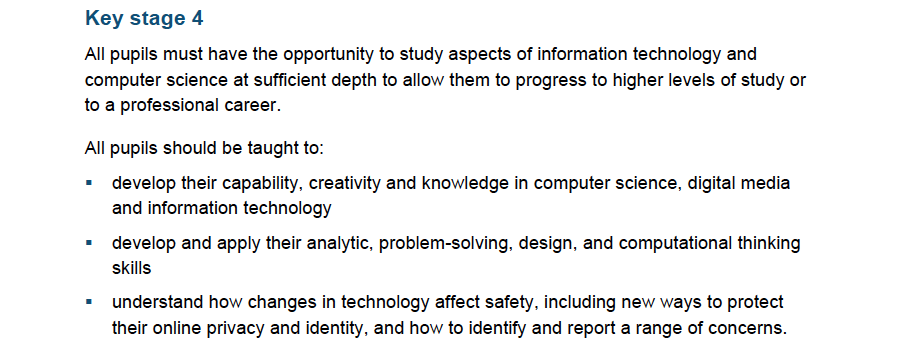 Key stage 4
All pupils must have the opportunity to study aspects of information technology and
computer science at sufficient depth to allow them to progress to higher levels of study or
to a professional career.
All pupils should be taught to:
▪ develop their capability, creativity and knowledge in computer science, digital media
and information technology
▪ develop and apply their analytic, problem-solving, design, and computational thinking
skills
▪ understand how changes in technology affect safety, including new ways to protect
their online privacy and identity, and how to identify and report a range of concerns.